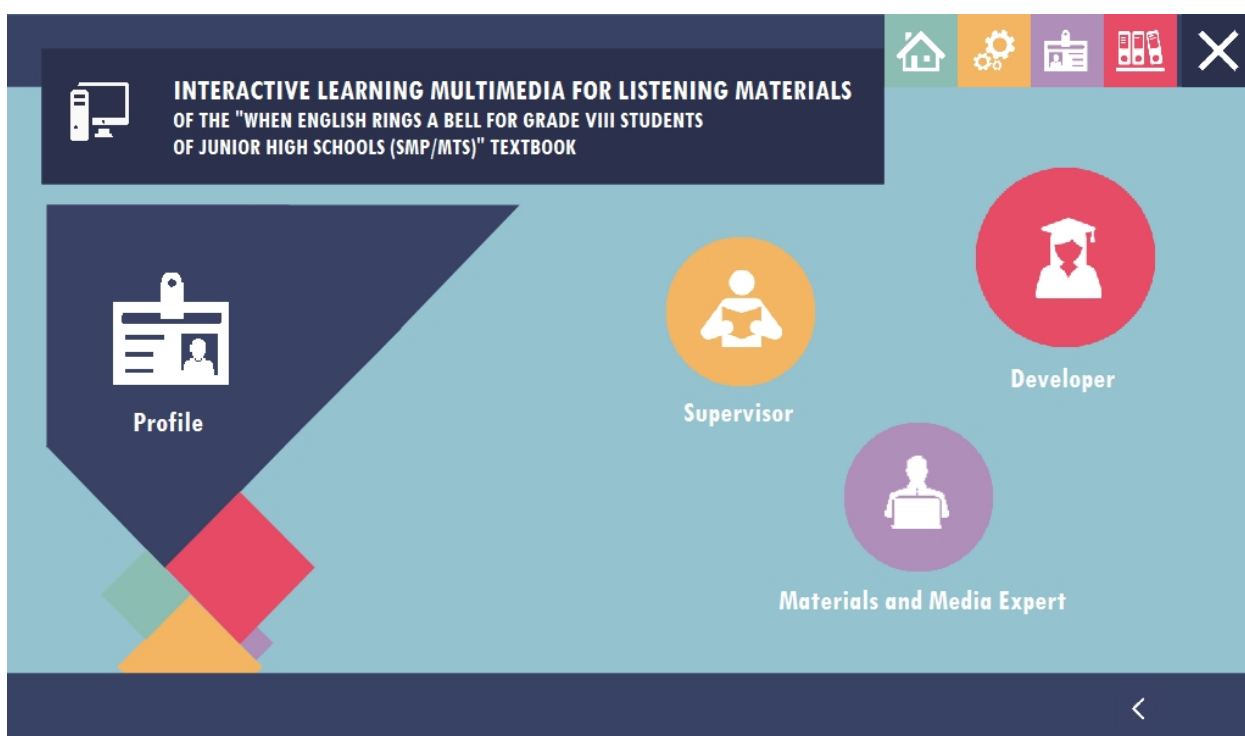 INTERACTIVE LEARNING MULTIMEDIA FOR LISTENING MATERIALS
OF THE "WHEN ENGLISH RINGS A BELL FOR GRADE VIII STUDENTS
OF JUNIOR HIGH SCHOOLS (SMP/MTS)" TEXTBOOK
Profile
Supervisor
Developer
Materials and Media Expert